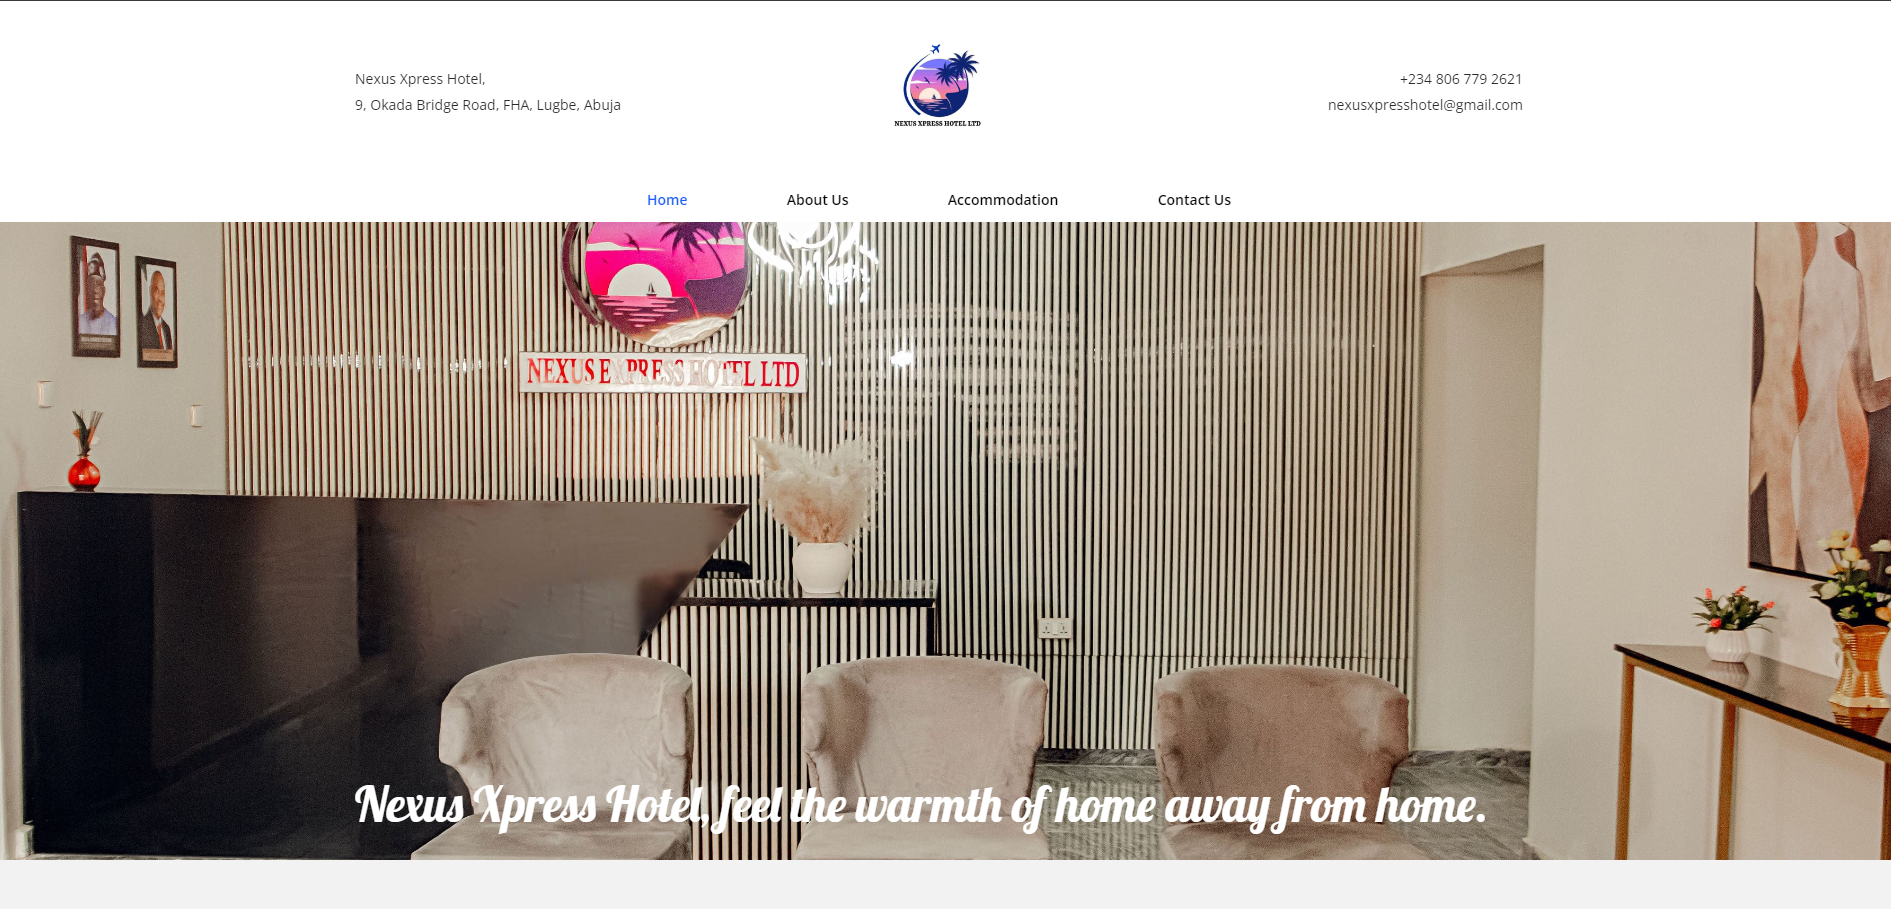 Nexus Xpress Hotel,
9, Okada Bridge Road, FHA, Lugbe, Abuja
NEXUS XPRESS HOTEL LTD
+234 806 779 2621
nexusxpresshotel@gmail.com
Home
About Us
Accommodation
Contact Us
NEXUS EXPRESS HOTEL LTD
Nexus Xpress Hotel, feel the warmth of home away from home.